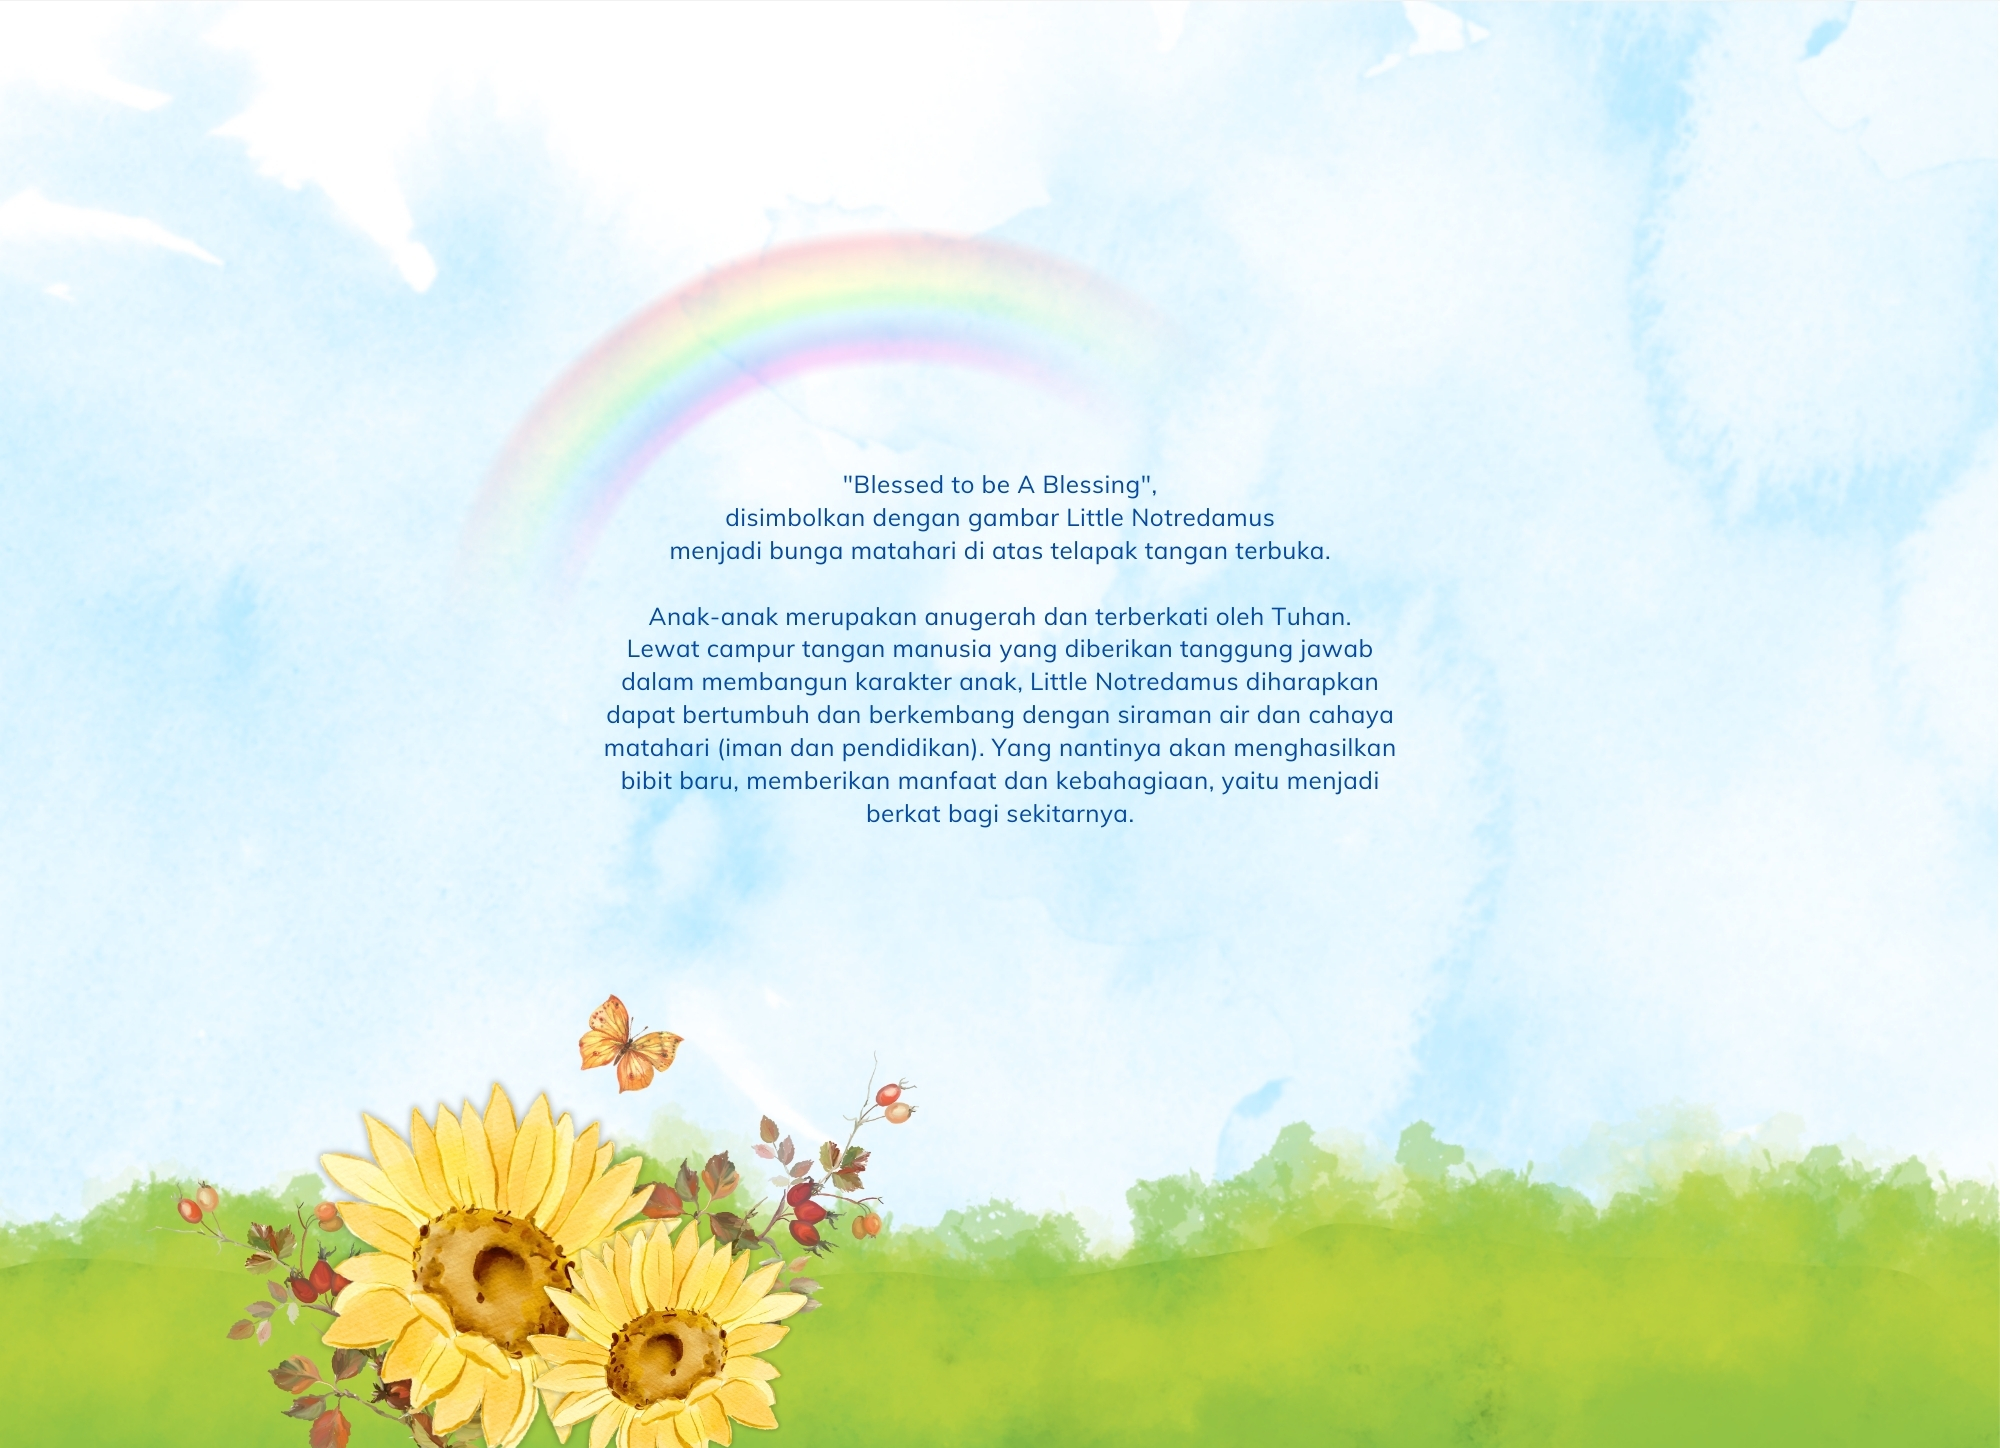 "Blessed to be A Blessing",
disimbolkan dengan gambar Little Notredamus
menjadi bunga matahari di atas telapak tangan terbuka.
Anak-anak merupakan anugerah dan terberkati oleh Tuhan.
Lewat campur tangan manusia yang diberikan tanggung jawab
dalam membangun karakter anak, Little Notredamus diharapkan
dapat bertumbuh dan berkembang dengan siraman air dan cahaya
matahari (iman dan pendidikan). Yang nantinya akan menghasilkan
bibit baru, memberikan manfaat dan kebahagiaan, yaitu menjadi
berkat bagi sekitarnya.